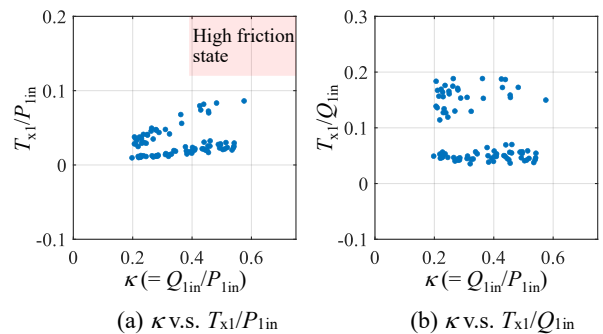 0.2
0.1
0
-0.1
0
0.2
0.4
0.6
T_x1/P_1in
High friction
state
κ (= Q_1in/P_1in)
(a) κ v.s. T_x1/P_1in
0.3
0.2
0.1
0
-0.1
0
0.2
0.4
0.6
T_x1/Q_1in
κ (= Q_1in/P_1in)
(b) κ v.s. T_x1/Q_1in